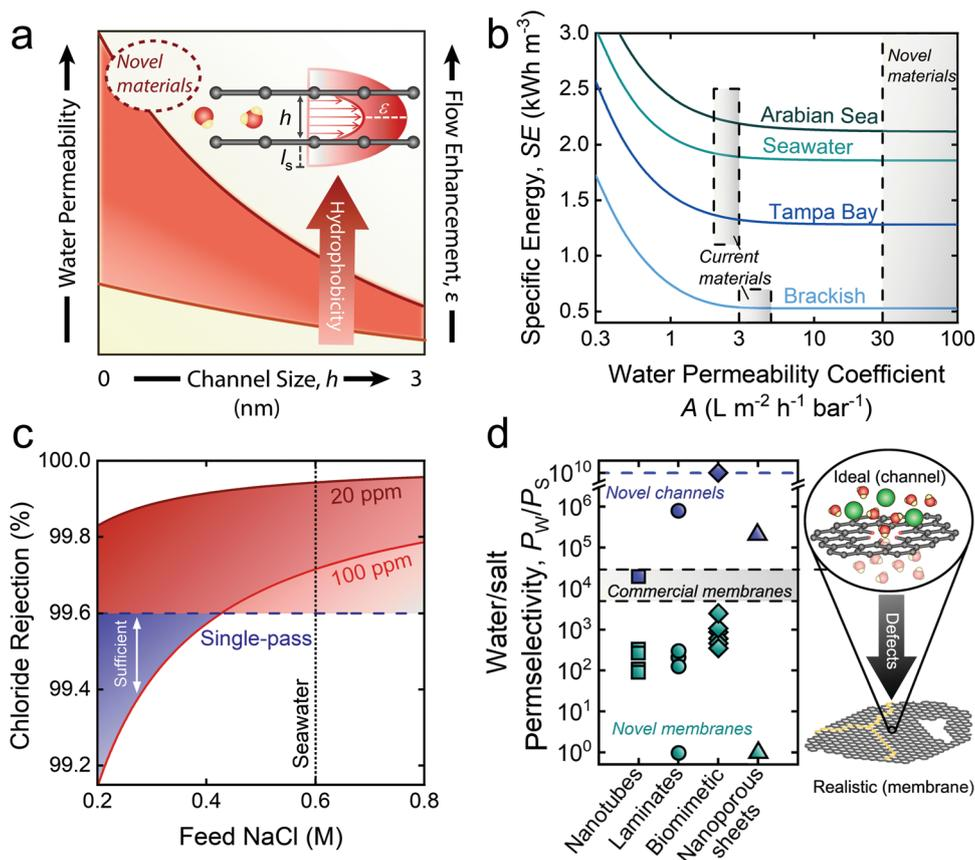 a
Water Permeability
Novel
materials
h
ε
lₛ
Hydrophobicity
Flow Enhancement, ε
0
Channel Size, h
3
(nm)
b
Specific Energy, SE (kWh m⁻³)
3.0
2.5
2.0
1.5
1.0
0.5
Novel
materials
Arabian Sea
Seawater
Tampa Bay
Current
materials
Brackish
0.3
1
3
10
30
100
Water Permeability Coefficient
A (L m⁻² h⁻¹ bar⁻¹)
c
Chloride Rejection (%)
100.0
99.8
99.6
99.4
99.2
20 ppm
100 ppm
Single-pass
Sufficient
Seawater
0.2
0.4
0.6
0.8
Feed NaCl (M)
d
Water/salt
Permselectivity, P_W/P_S
10¹⁰
10⁶
10⁵
10⁴
10³
10²
10¹
10⁰
Novel channels
Commercial membranes
Novel membranes
Nanotubes
Laminates
Biomimetic
Nanoporous
sheets
Ideal (channel)
Defects
Realistic (membrane)